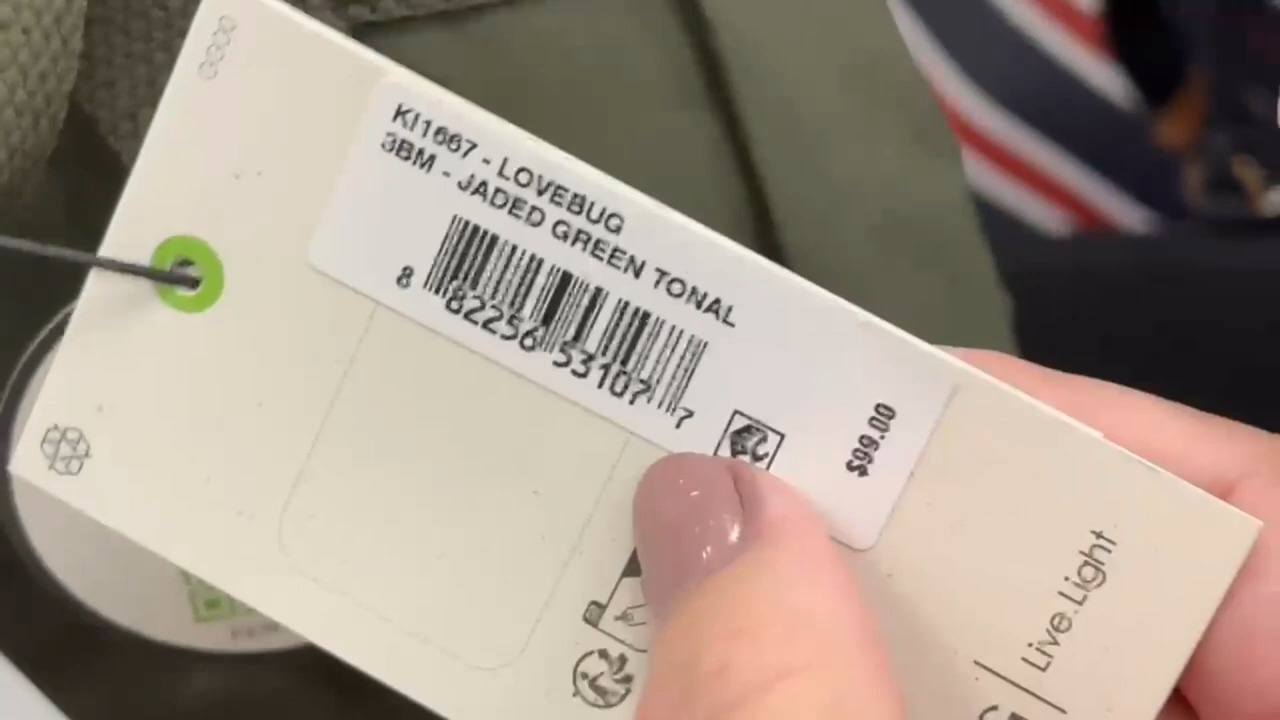 KI1667 - LOVEBUG
3BM - JADED GREEN TONAL
8 82256 53107 7
$99.00
Live.Light